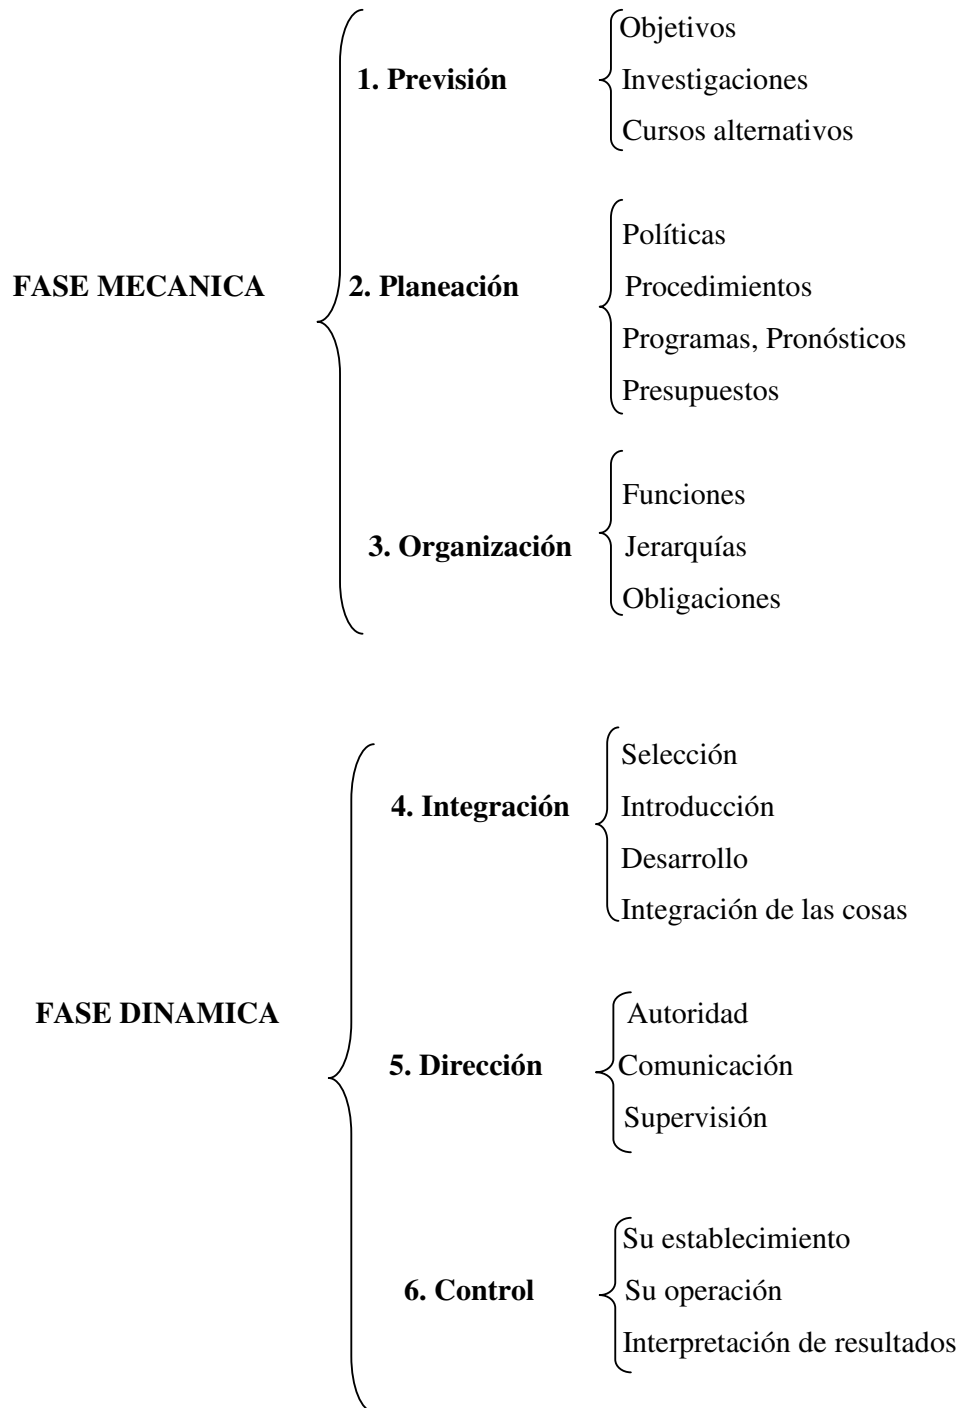 Objetivos
1. Previsión
Investigaciones
Cursos alternativos
Políticas
FASE MECANICA
2. Planeación
Procedimientos
Programas, Pronósticos
Presupuestos
Funciones
3. Organización
Jerarquías
Obligaciones
Selección
4. Integración
Introducción
Desarrollo
Integración de las cosas
FASE DINAMICA
Autoridad
5. Dirección
Comunicación
Supervisión
Su establecimiento
6. Control
Su operación
Interpretación de resultados